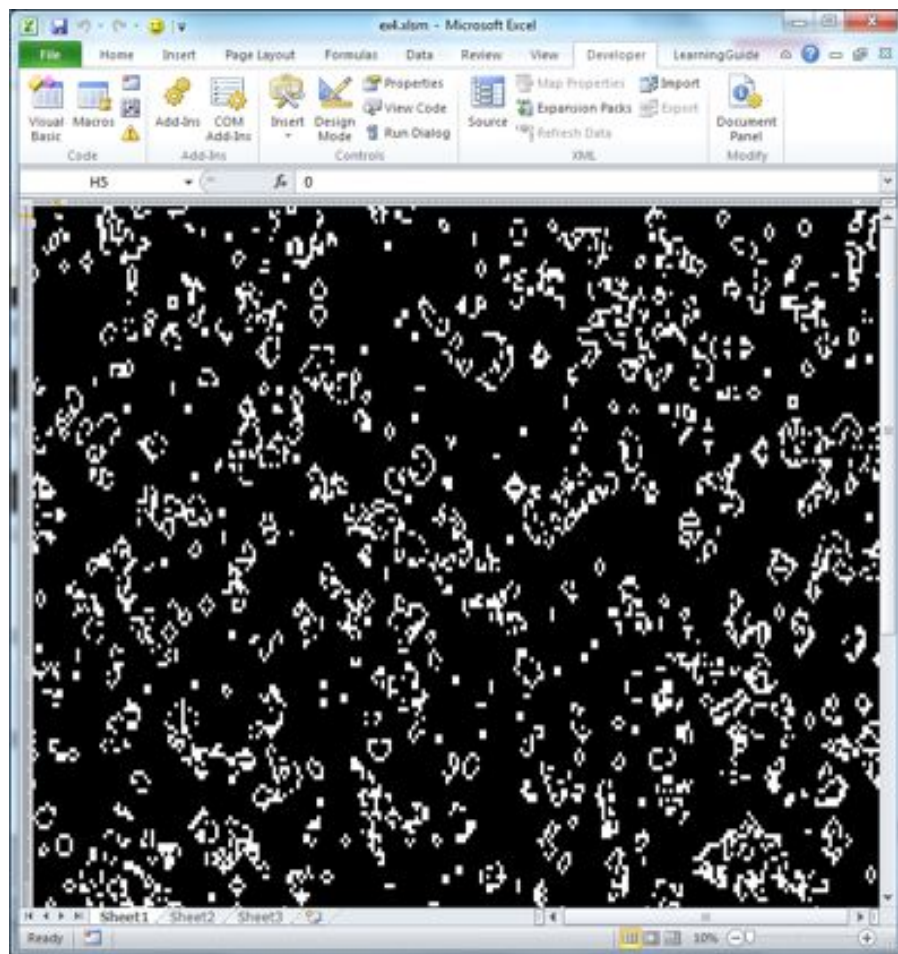 ex4.xlsm - Microsoft Excel
File Home Insert Page Layout Formulas Data Review View Developer LearningGuide
Properties Map Properties Import
View Code Expansion Packs Export
Visual Basic Macros Add-Ins COM Add-Ins Insert Design Mode Run Dialog Source Refresh Data Document Panel
Code Add-Ins Controls XML Modify
H5 fx 0
Sheet1 Sheet2 Sheet3
Ready 10%